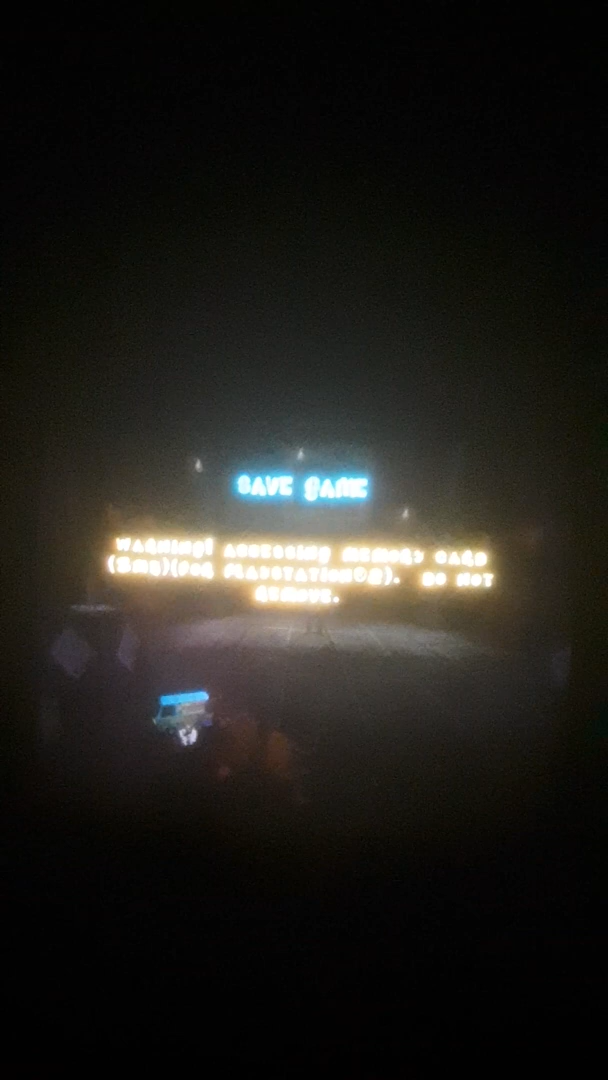 SAVE GAME
WARNING! ACCESSING MEMORY CARD
(8MB)(FOR PLAYSTATION®2). DO NOT
REMOVE.